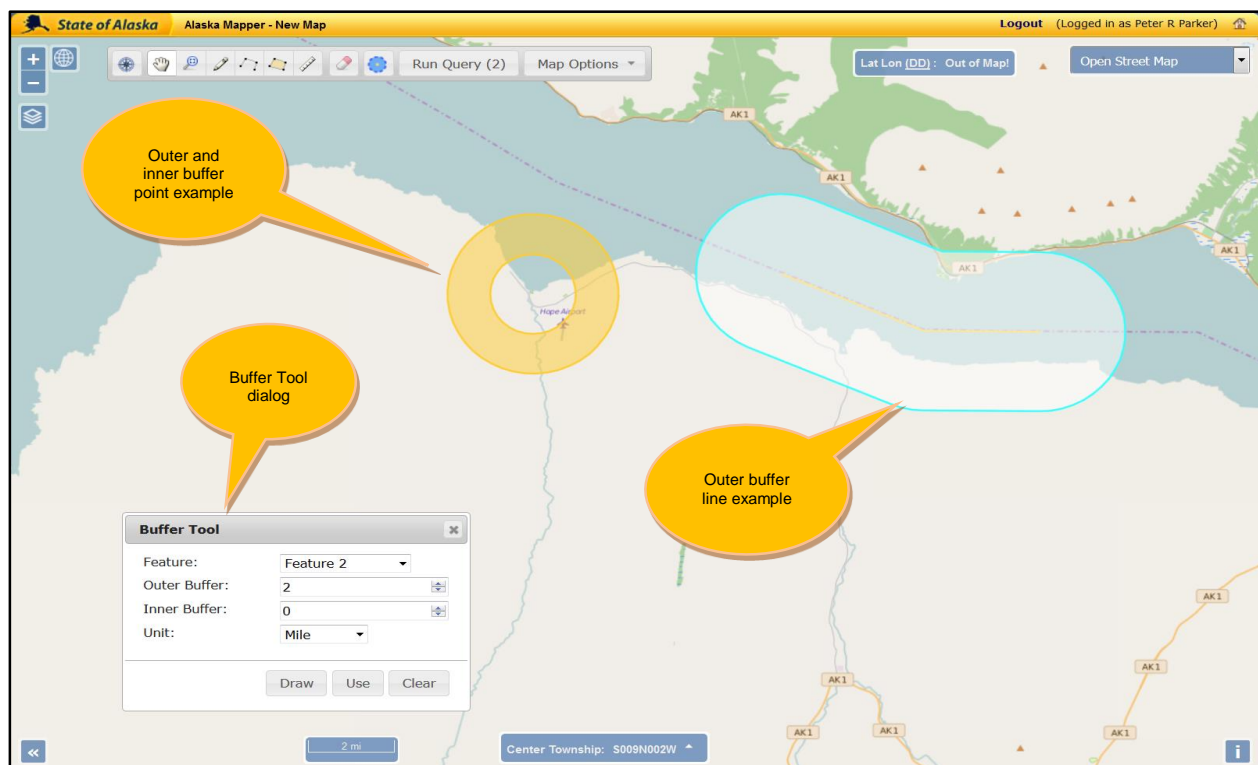 State of Alaska
Alaska Mapper - New Map
Logout (Logged in as Peter R Parker)
+
−
Run Query (2)
Map Options
Lat Lon (DD) : Out of Map!
Open Street Map
AK1
AK1
AK1
AK1
Outer and
inner buffer
point example
Hope Airport
Buffer Tool
dialog
Outer buffer
line example
Buffer Tool
Feature: Feature 2
Outer Buffer: 2
Inner Buffer: 0
Unit: Mile
Draw Use Clear
AK1
AK1
AK1
AK1
AK1
«
2 mi
Center Township: S009N002W
i